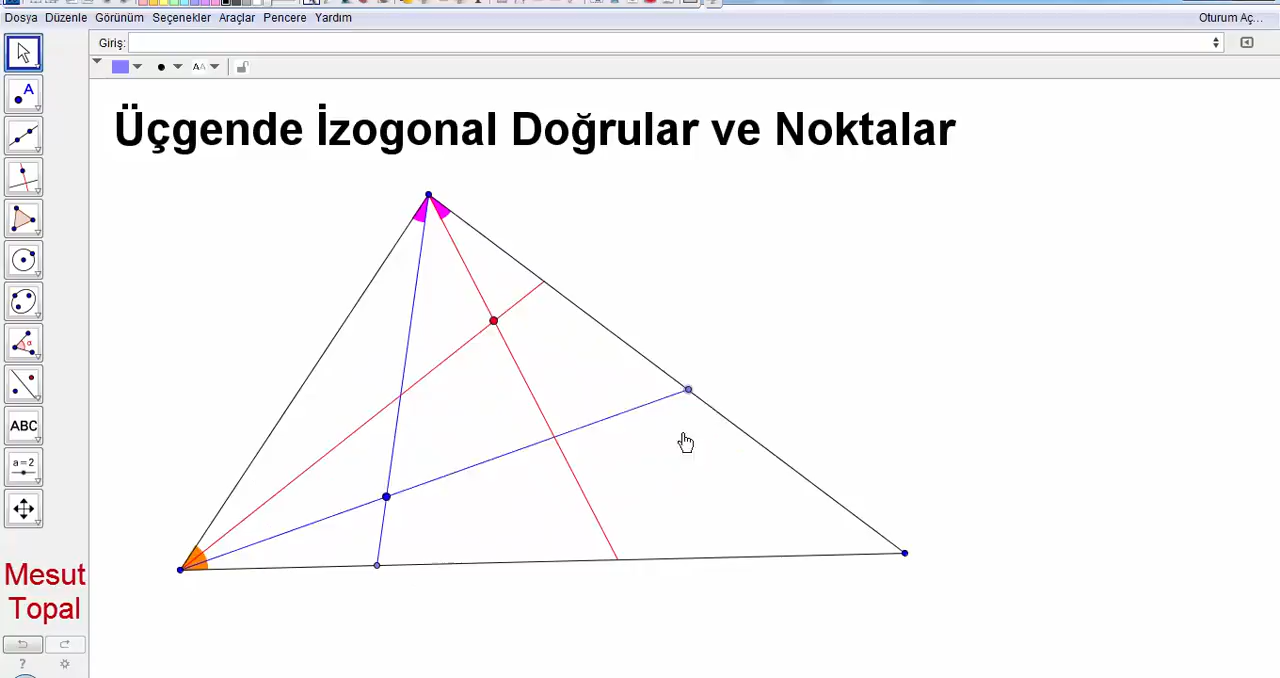 Dosya Düzenle Görünüm Seçenekler Araçlar Pencere Yardım
Oturum Aç...
Giriş:
AA
A
Üçgende İzogonal Doğrular ve Noktalar
α
ABC
a=2
Mesut
Topal
?